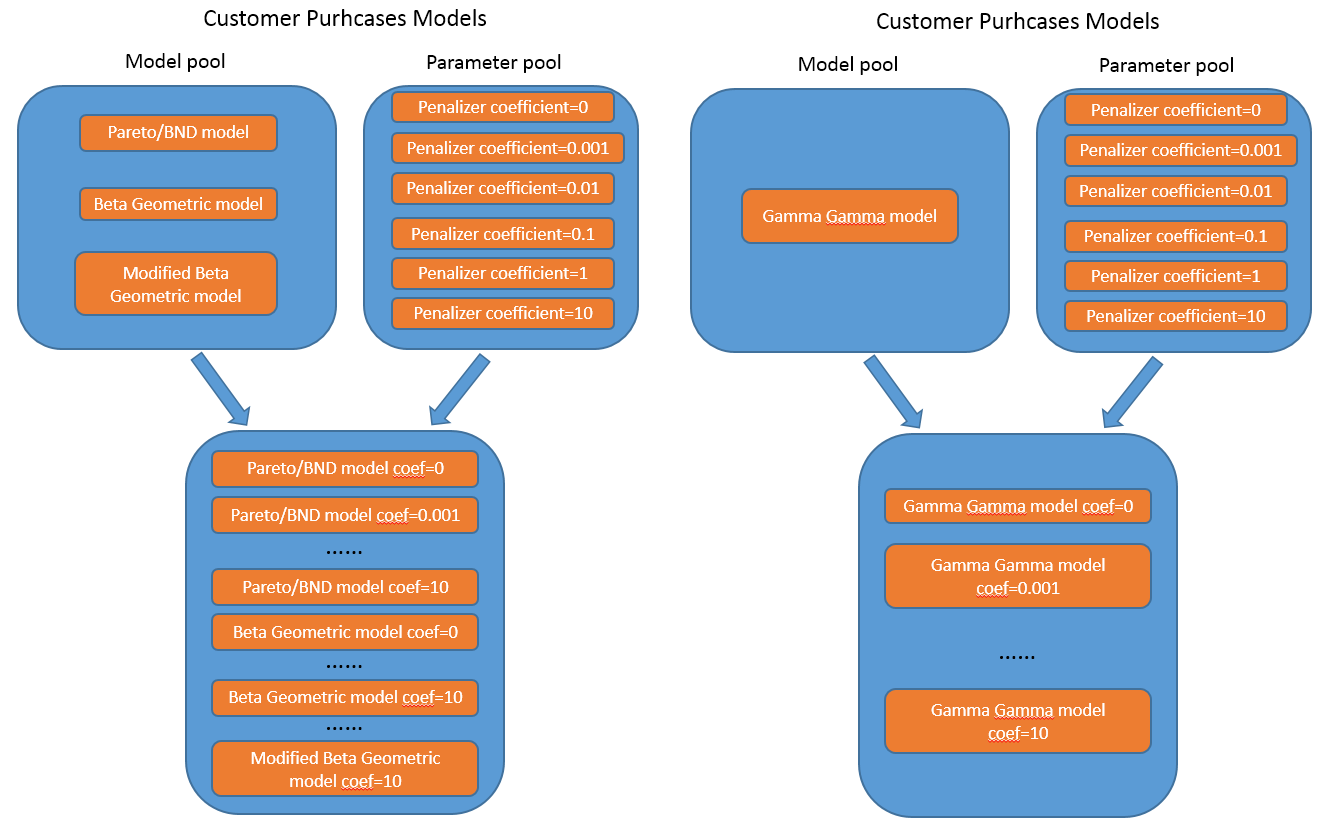 Customer Purhcases Models
Model pool
Parameter pool
Pareto/BND model
Beta Geometric model
Modified Beta
Geometric model
Penalizer coefficient=0
Penalizer coefficient=0.001
Penalizer coefficient=0.01
Penalizer coefficient=0.1
Penalizer coefficient=1
Penalizer coefficient=10
Pareto/BND model coef=0
Pareto/BND model coef=0.001
......
Pareto/BND model coef=10
Beta Geometric model coef=0
......
Beta Geometric model coef=10
......
Modified Beta Geometric
model coef=10
Customer Purhcases Models
Model pool
Parameter pool
Gamma Gamma model
Penalizer coefficient=0
Penalizer coefficient=0.001
Penalizer coefficient=0.01
Penalizer coefficient=0.1
Penalizer coefficient=1
Penalizer coefficient=10
Gamma Gamma model coef=0
Gamma Gamma model
coef=0.001
......
Gamma Gamma model
coef=10